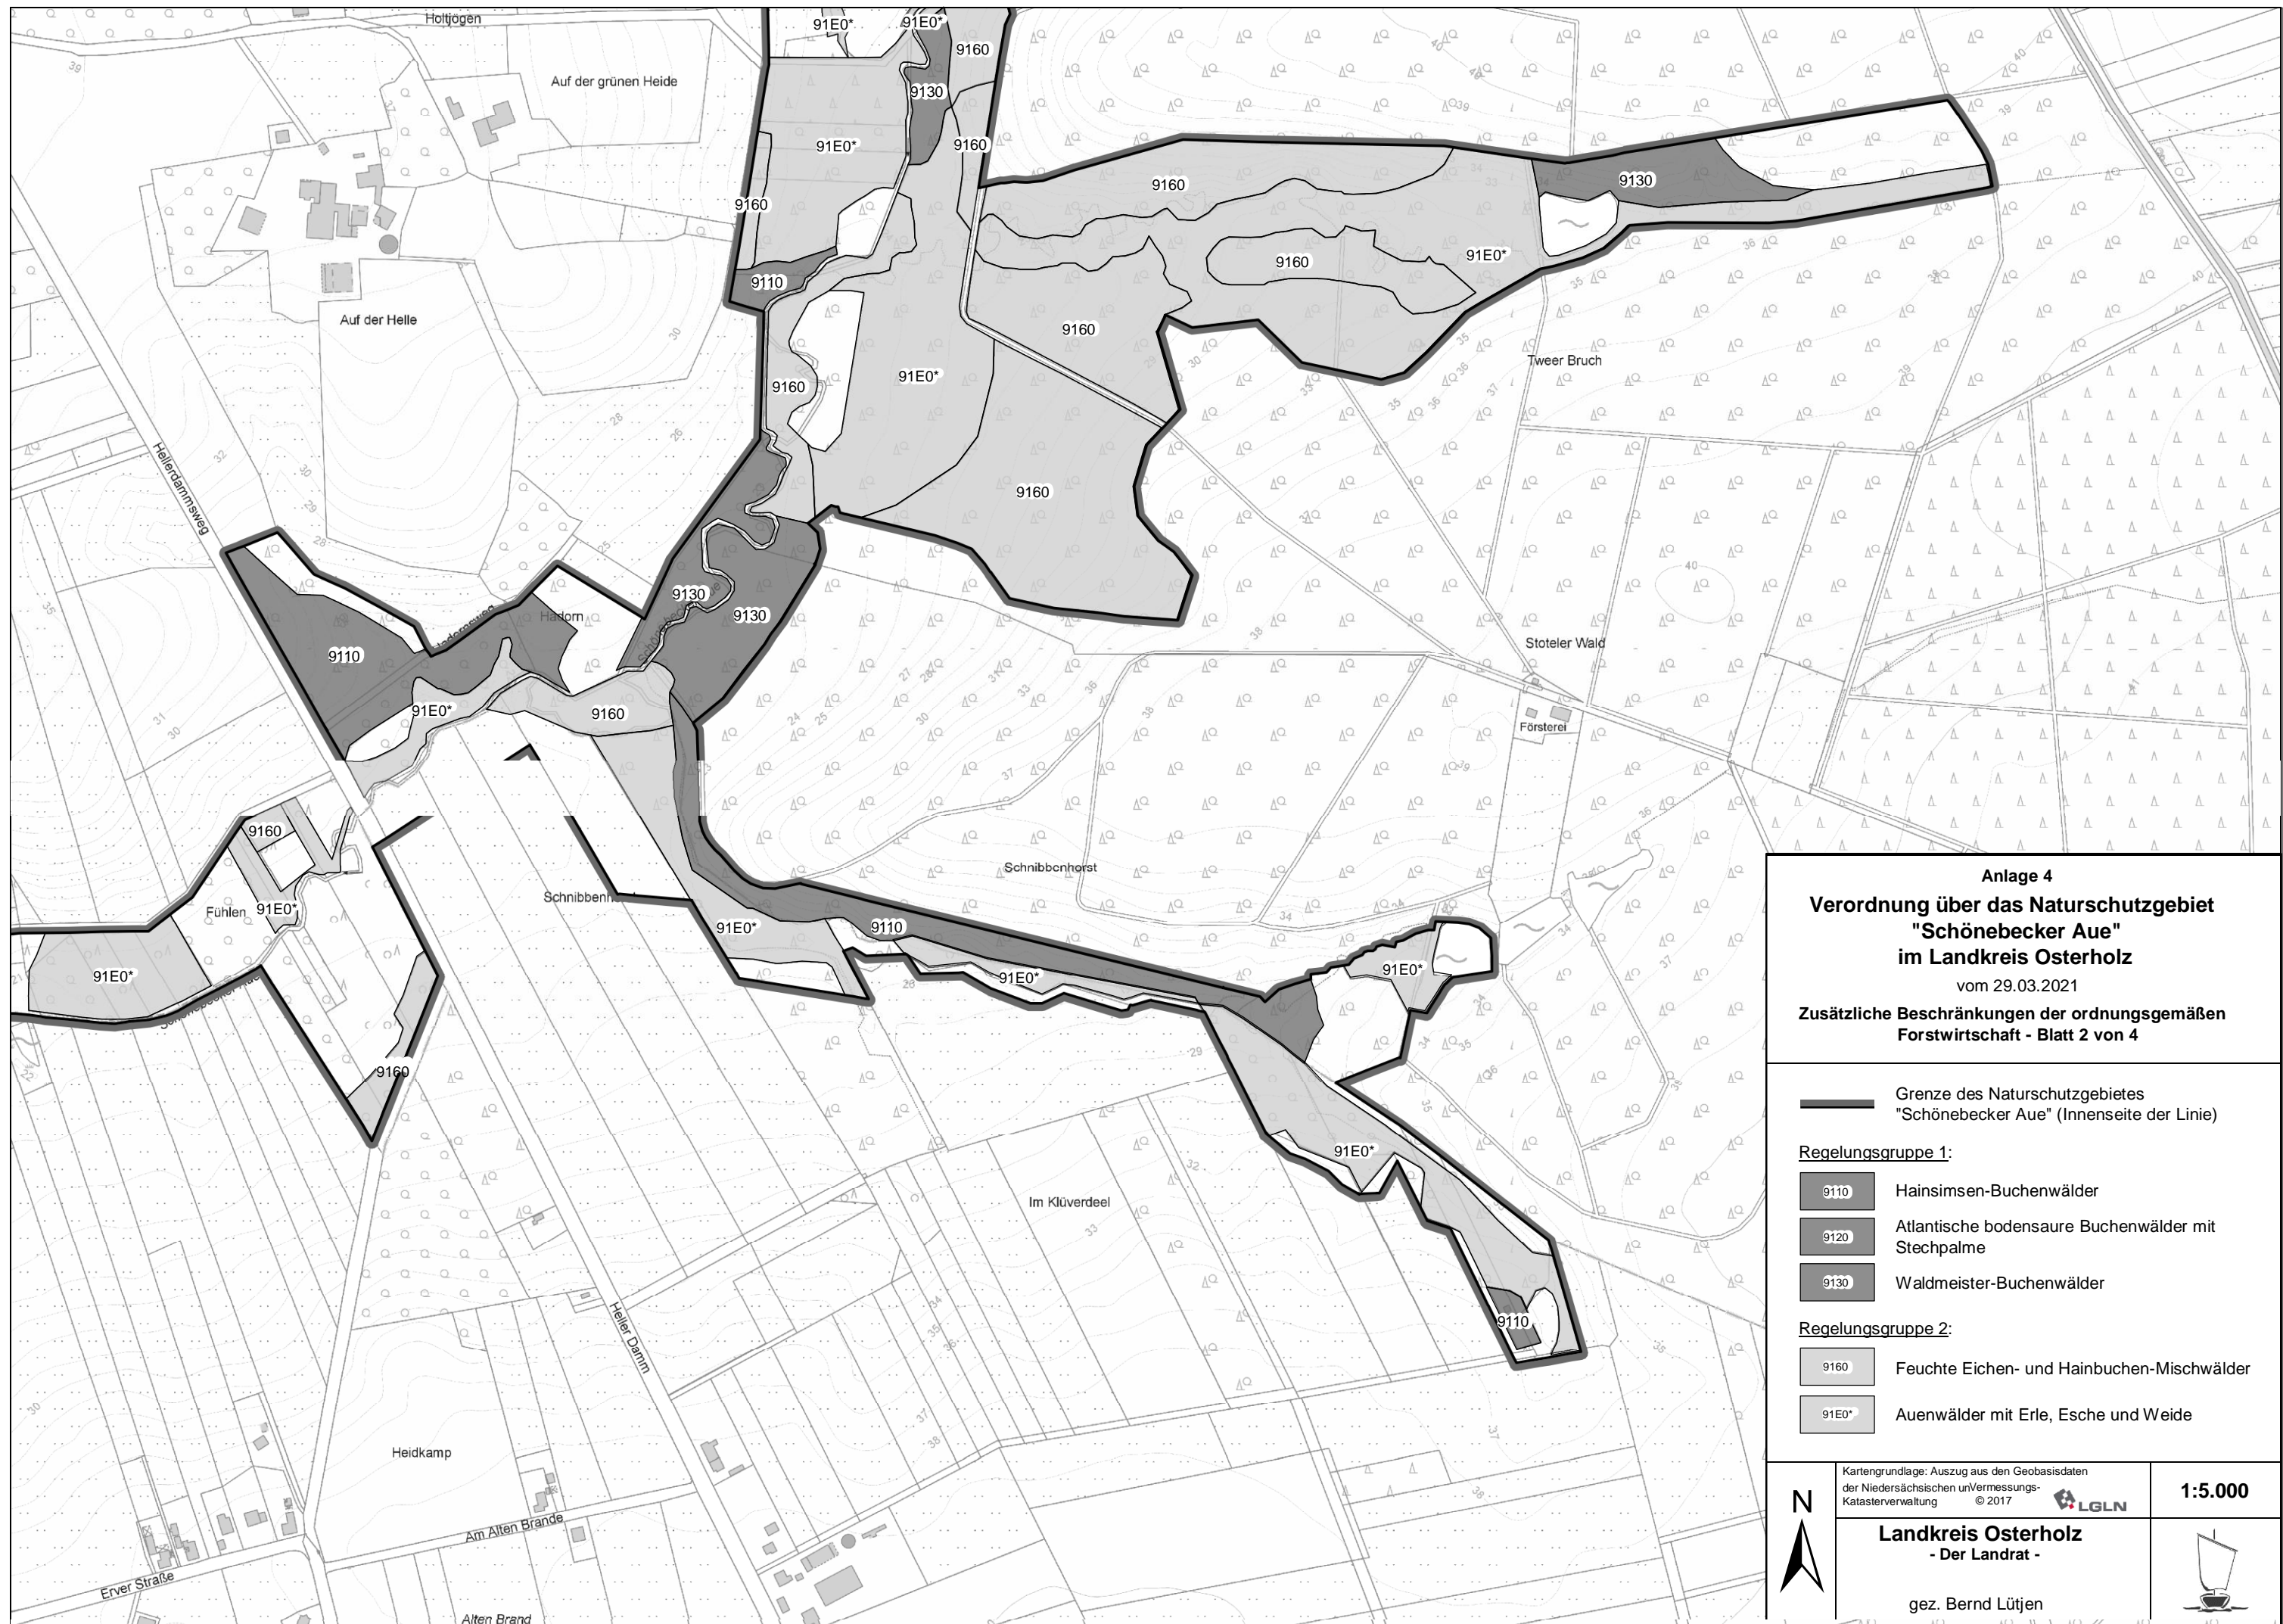 Holtjogen
Auf der grünen Heide
91E0*
91E0*
9160
9130
91E0*
9160
9160
9110
9160
9130
9160
91E0*
Auf der Helle
9160
Tweer Bruch
9160
91E0*
Hellerdammsweg
9160
9130
9130
Hadorn
9110
91E0*
9160
Stoteler Wald
Försterei
9160
Fühlen
91E0*
91E0*
9160
Schnibbenhorst
91E0*
9110
91E0*
91E0*
91E0*
9110
Im Klüverdeel
Heller Damm
Heidkamp
Am Alten Brande
Erver Straße
Alten Brand
Anlage 4
Verordnung über das Naturschutzgebiet
"Schönebecker Aue"
im Landkreis Osterholz
vom 29.03.2021
Zusätzliche Beschränkungen der ordnungsgemäßen
Forstwirtschaft - Blatt 2 von 4
Grenze des Naturschutzgebietes
"Schönebecker Aue" (Innenseite der Linie)
Regelungsgruppe 1:
9110 Hainsimsen-Buchenwälder
9120 Atlantische bodensaure Buchenwälder mit
Stechpalme
9130 Waldmeister-Buchenwälder
Regelungsgruppe 2:
9160 Feuchte Eichen- und Hainbuchen-Mischwälder
91E0* Auenwälder mit Erle, Esche und Weide
N
Kartengrundlage: Auszug aus den Geobasisdaten
der Niedersächsischen unVermessungs-
Katasterverwaltung © 2017
LGLN
1:5.000
Landkreis Osterholz
- Der Landrat -
gez. Bernd Lütjen